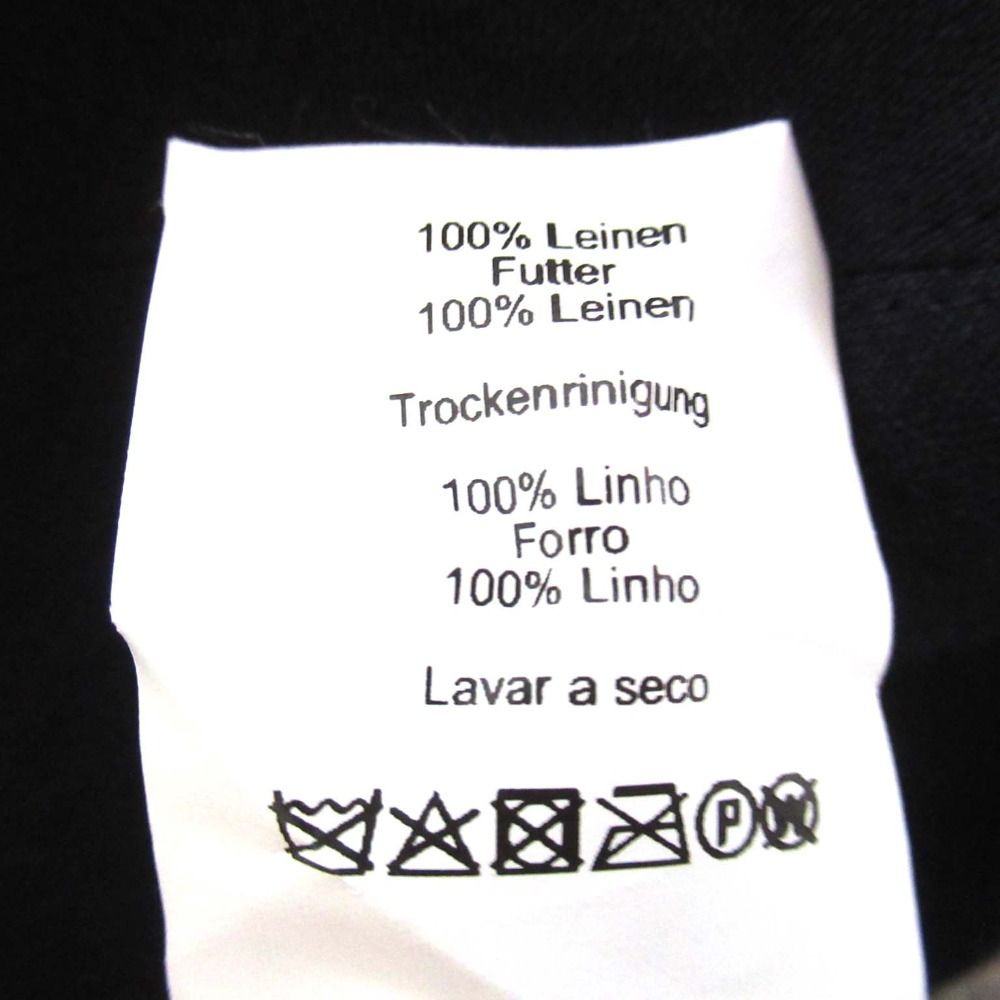 100% Leinen
Futter
100% Leinen
Trockenrinigung
100% Linho
Forro
100% Linho
Lavar a seco
P W